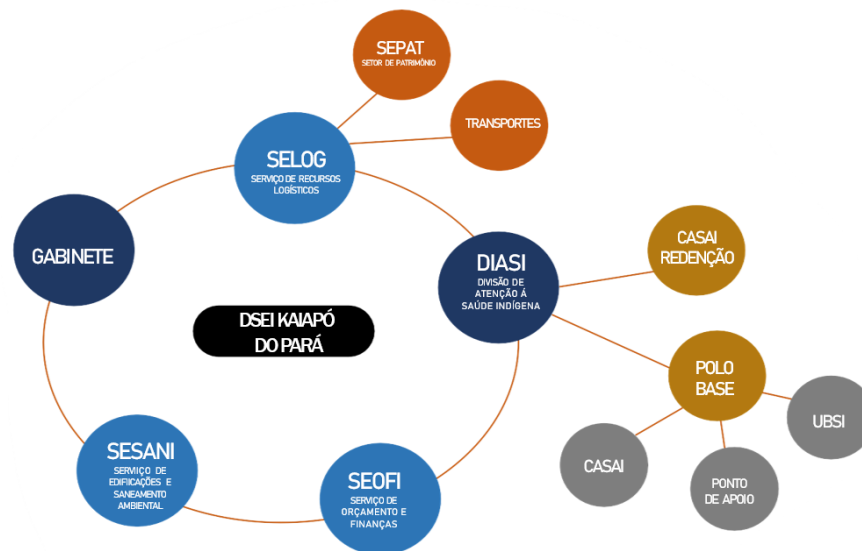 SEPAT
SETOR DE PATRIMÔNIO
TRANSPORTES
SELOG
SERVIÇO DE RECURSOS
LOGÍSTICOS
GABINETE
DIASI
DIVISÃO DE
ATENÇÃO Á
SAÚDE INDÍGENA
CASAI
REDENÇÃO
DSEI KAIAPÓ
DO PARÁ
POLO
BASE
UBSI
CASAI
PONTO
DE APOIO
SESANI
SERVIÇO DE
EDIFICAÇÕES E
SANEAMENTO
AMBIENTAL
SEOFI
SERVIÇO DE
ORÇAMENTO E
FINANÇAS